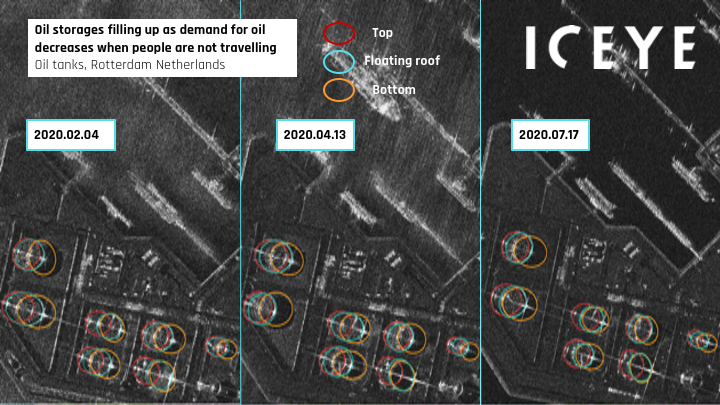 Oil storages filling up as demand for oil
decreases when people are not travelling
Oil tanks, Rotterdam Netherlands
Top
Floating roof
Bottom
ICEYE
2020.02.04
2020.04.13
2020.07.17